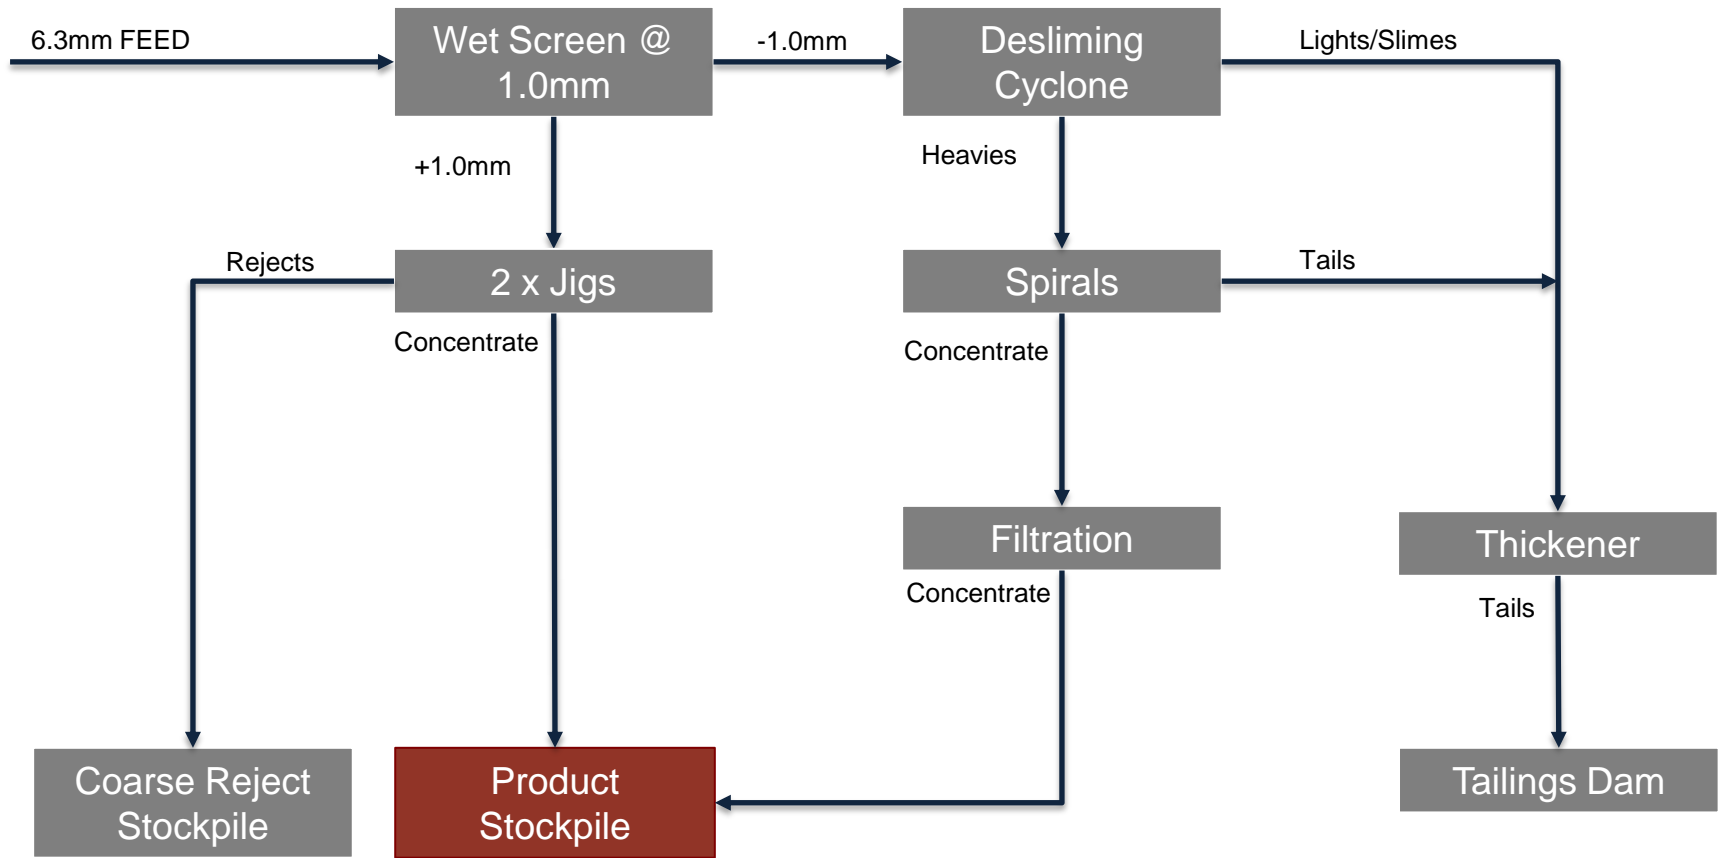 6.3mm FEED
Wet Screen @
1.0mm
-1.0mm
Desliming
Cyclone
Lights/Slimes
+1.0mm
Heavies
Rejects
2 x Jigs
Spirals
Tails
Concentrate
Concentrate
Filtration
Thickener
Concentrate
Tails
Coarse Reject
Stockpile
Product
Stockpile
Tailings Dam